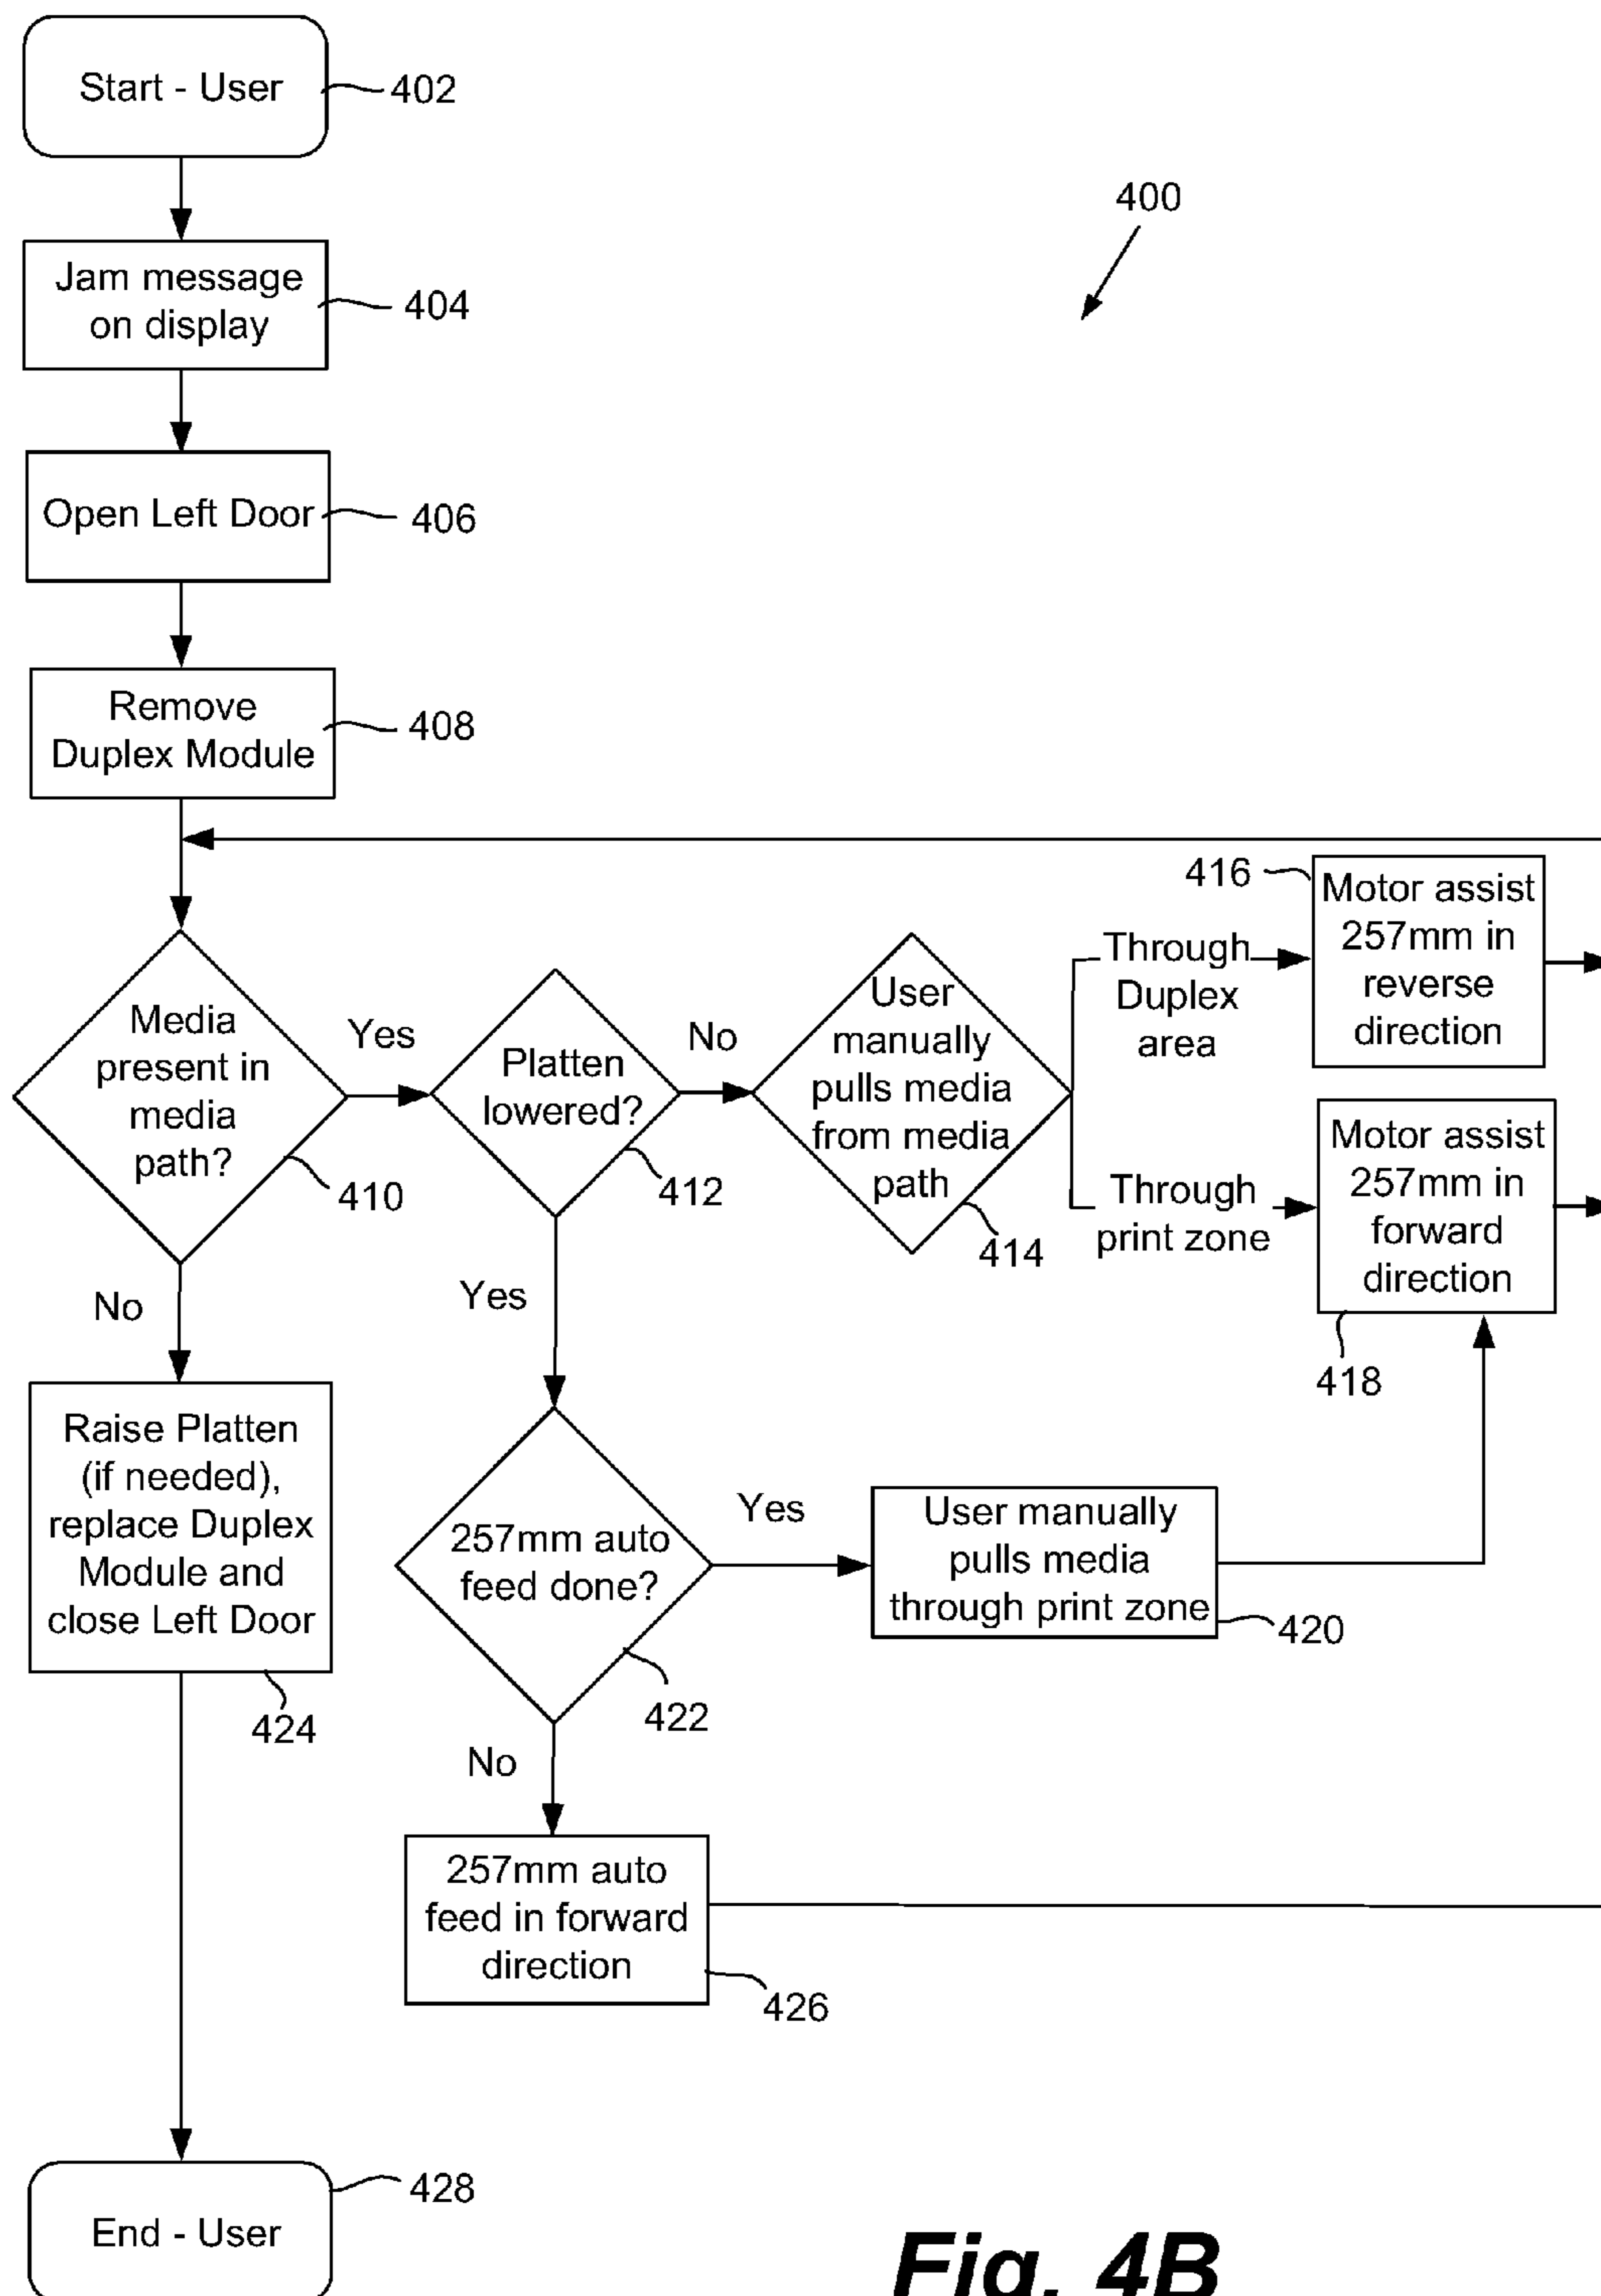 Start - User
402
400
Jam message
on display
404
Open Left Door
406
Remove
Duplex Module
408
Media
present in
media
path?
410
Yes
No
Platten
lowered?
412
No
Yes
User
manually
pulls media
from media
path
414
Through
Duplex
area
416
Motor assist
257mm in
reverse
direction
Through
print zone
Motor assist
257mm in
forward
direction
418
Raise Platten
(if needed),
replace Duplex
Module and
close Left Door
424
257mm auto
feed done?
422
Yes
No
User manually
pulls media
through print zone
420
257mm auto
feed in forward
direction
426
End - User
428
Fig. 4B